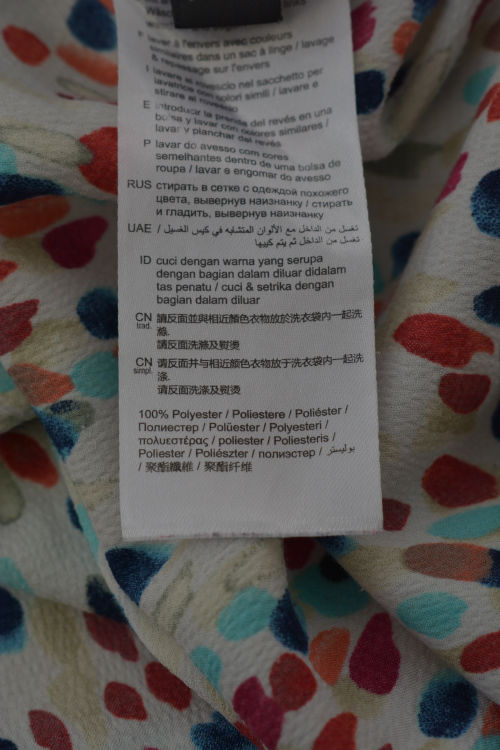 links
F laver à l'envers avec couleurs
similaires dans un sac à linge / lavage
& repassage sur l'envers
I lavare al rovescio nel sacchetto per
lavatrice con colori simili / lavare e
stirare al rovescio
E introducir la prenda del revés en una
bolsa y lavar con colores similares /
lavar y planchar del revés
P lavar do avesso com cores
semelhantes dentro de uma bolsa de
roupa / lavar e engomar do avesso
RUS стирать в сетке с одеждой похожего
цвета, вывернув наизнанку / стирать
и гладить, вывернув наизнанку
UAE تغسل من الداخل مع الألوان المتشابه في كيس الغسيل /
تغسل من الداخل ثم يتم كييها
ID cuci dengan warna yang serupa
dengan bagian dalam diluar didalam
tas penatu / cuci & setrika dengan
bagian dalam diluar
CN trad. 請反面並與相近顏色衣物放於洗衣袋内一起洗
滌.
請反面洗滌及熨燙
CN simpl. 请反面并与相近颜色衣物放于洗衣袋内一起洗
涤.
请反面洗涤及熨烫
100% Polyester / Poliestere / Poliéster /
Полиестер / Polüester / Polyesteri /
πολυεστέρας / poliester / Poliesteris /
Poliester / Poliészter / полиэстер / بوليستر
/ 聚酯纖維 / 聚酯纤维